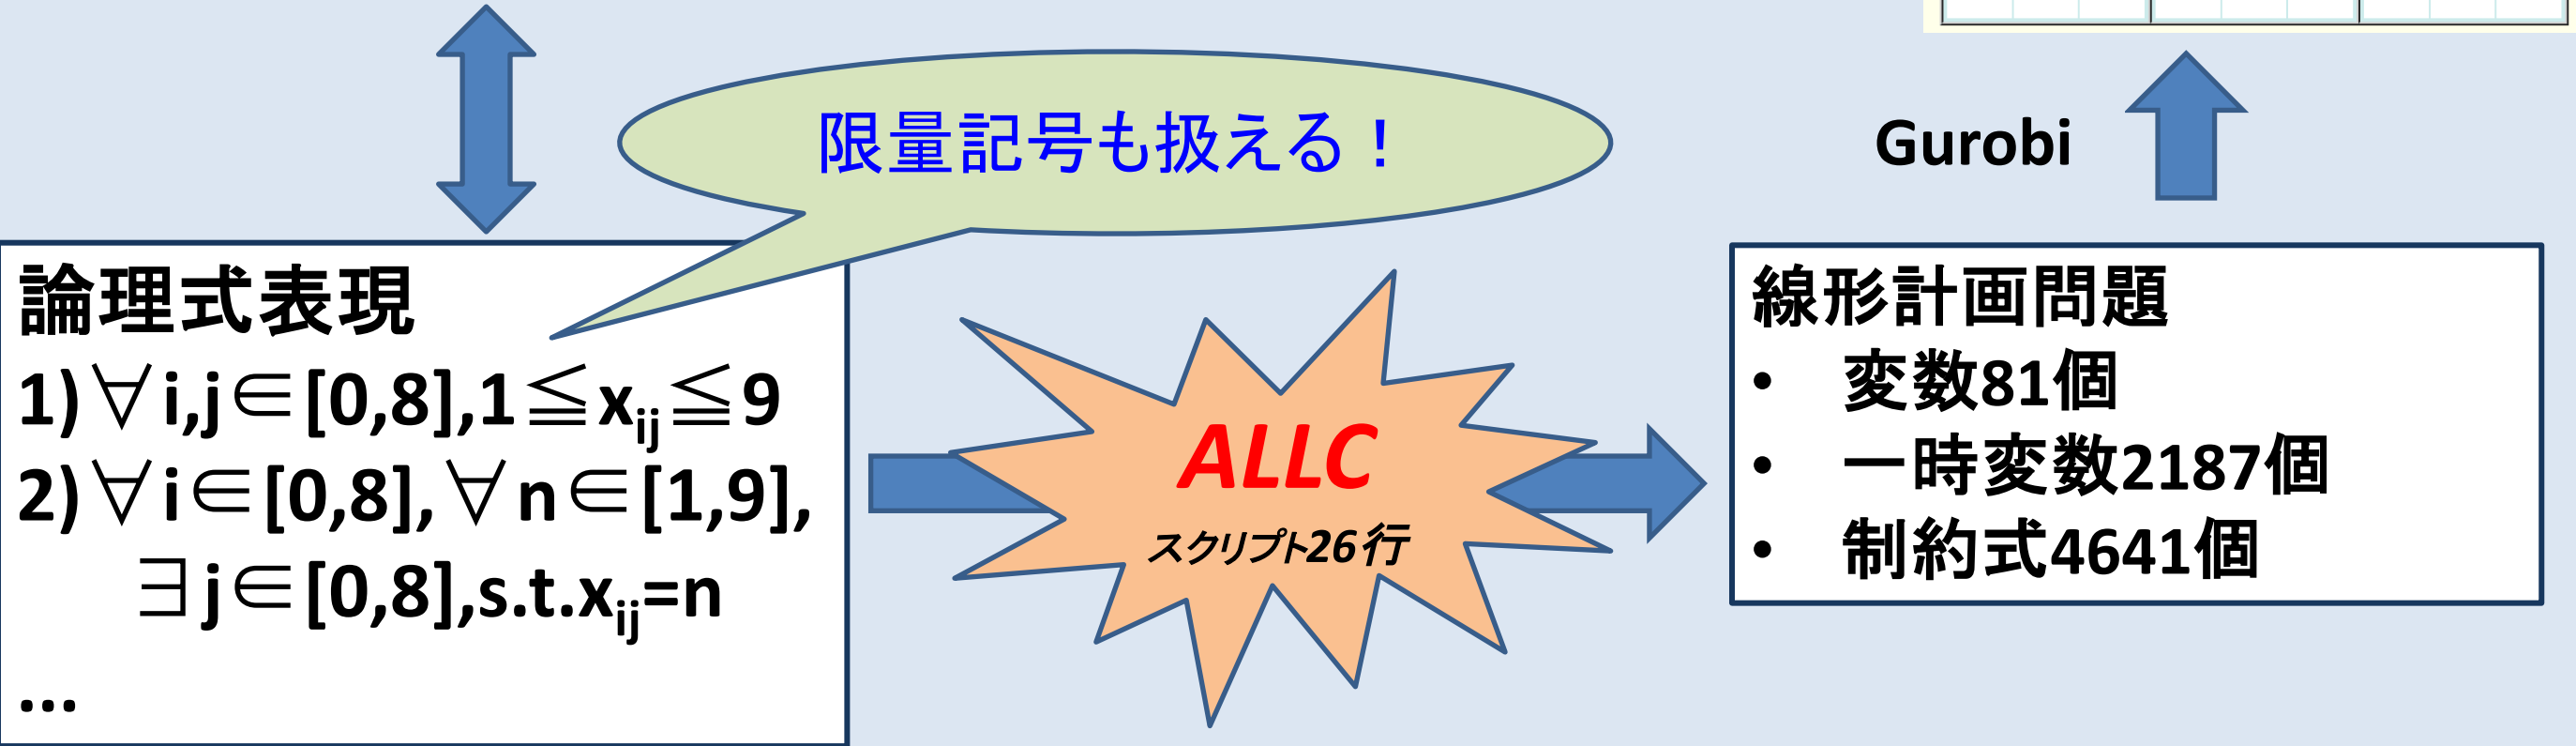 限量記号も扱える！
Gurobi
論理式表現
1)∀i,j∈[0,8],1≦xij≦9
2)∀i∈[0,8],∀n∈[1,9],
∃j∈[0,8],s.t.xij=n
...
ALLC
スクリプト26行
線形計画問題
• 変数81個
• 一時変数2187個
• 制約式4641個